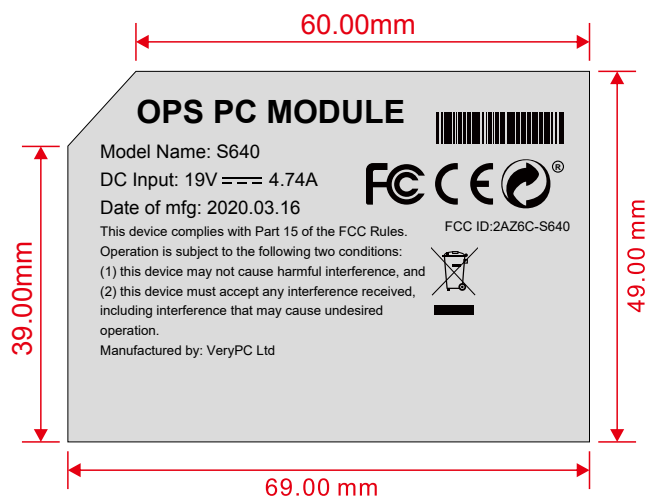 60.00mm
OPS PC MODULE
Model Name: S640
DC Input: 19V ⎓ 4.74A
FC CE ®
Date of mfg: 2020.03.16
FCC ID:2AZ6C-S640
This device complies with Part 15 of the FCC Rules.
Operation is subject to the following two conditions:
(1) this device may not cause harmful interference, and
(2) this device must accept any interference received,
including interference that may cause undesired
operation.
Manufactured by: VeryPC Ltd
39.00mm
49.00 mm
69.00 mm